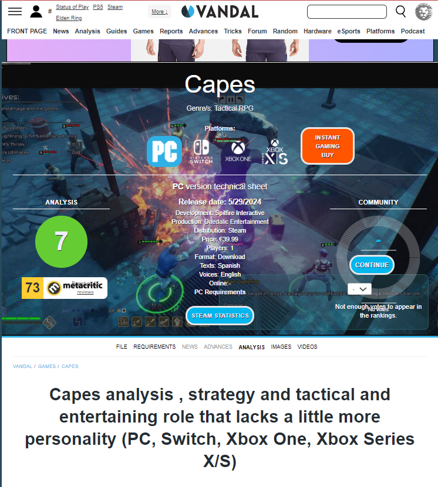 # Status of Play PS5 Steam
Elden Ring
More ↓
VANDAL
FRONT PAGE News Analysis Guides Games Reports Advances Tricks Forum Random Hardware eSports Platforms Podcast
Capes
Genre/s: Tactical RPG
Platforms:
PC
NINTENDO SWITCH
XBOX ONE
XBOX X|S
INSTANT GAMING BUY
PC version technical sheet
ANALYSIS
7
73 metacritic
reviews
Release date: 5/29/2024
Development: Spitfire Interactive
Production: Daedalic Entertainment
Distribution: Steam
Price: €39.99
Players: 1
Format: Download
Texts: Spanish
Voices: English
Online: -
PC Requirements
STEAM STATISTICS
COMMUNITY
-
CONTINUE
-
Not enough votes to appear in the rankings.
FILE REQUIREMENTS NEWS ADVANCES ANALYSIS IMAGES VIDEOS
VANDAL / GAMES / CAPES
Capes analysis , strategy and tactical and
entertaining role that lacks a little more
personality (PC, Switch, Xbox One, Xbox Series
X/S)